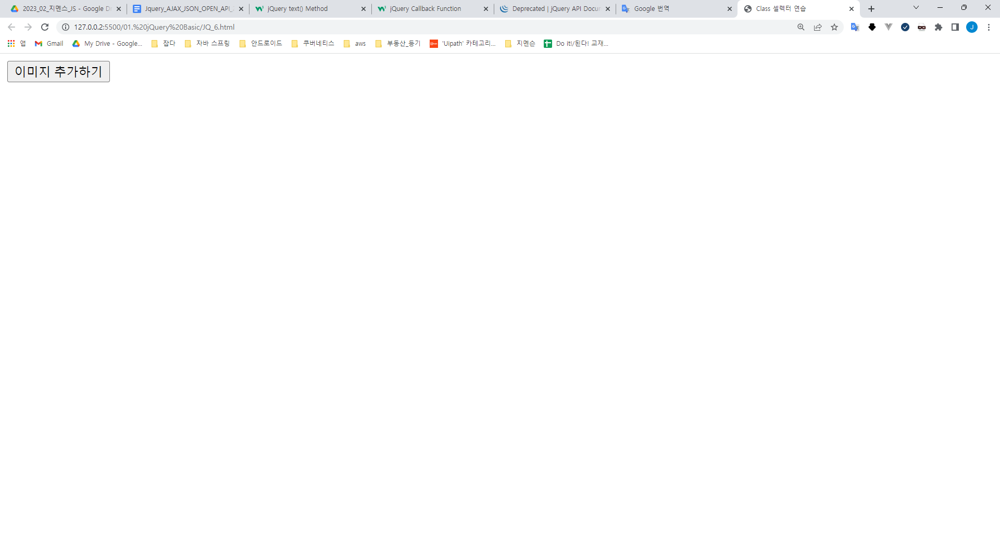 2023_02_지멘스_JS - Google Dr
Jquery_AJAX_JSON_OPEN_API_
jQuery text() Method
jQuery Callback Function
Deprecated | jQuery API Docum
Google 번역
Class 셀렉터 연습
127.0.0.2:5500/01.%20jQuery%20Basic/JQ_6.html
J
앱
Gmail
My Drive - Google...
잡다
자바 스프링
안드로이드
쿠버네티스
aws
부동산_등기
'Uipath' 카테고리...
지멘슨
Do it!/된다! 교재...
이미지 추가하기